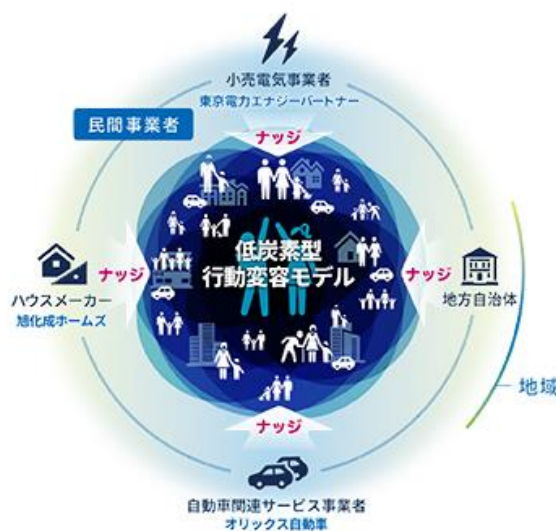 小売電気事業者
東京電力エナジーパートナー
民間事業者
ナッジ
低炭素型
行動変容モデル
ナッジ
ハウスメーカー
旭化成ホームズ
ナッジ
地方自治体
地域
ナッジ
自動車関連サービス事業者
オリックス自動車